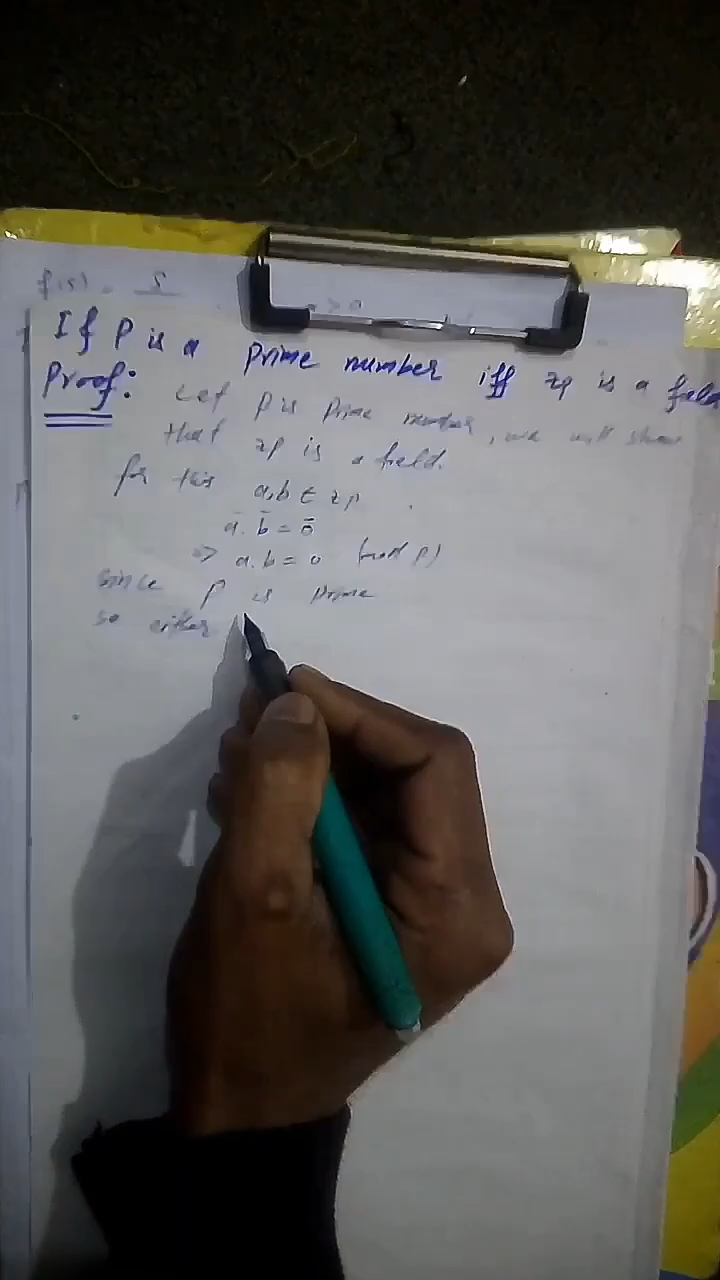 f(s) = s
If P is a prime number iff zp is a field
Proof: Let P is prime number, we will show
that zp is a field.
for this a,b ∈ zp
ā.b̄ = ō
=> a.b = 0 (mod p)
since P is prime
so either